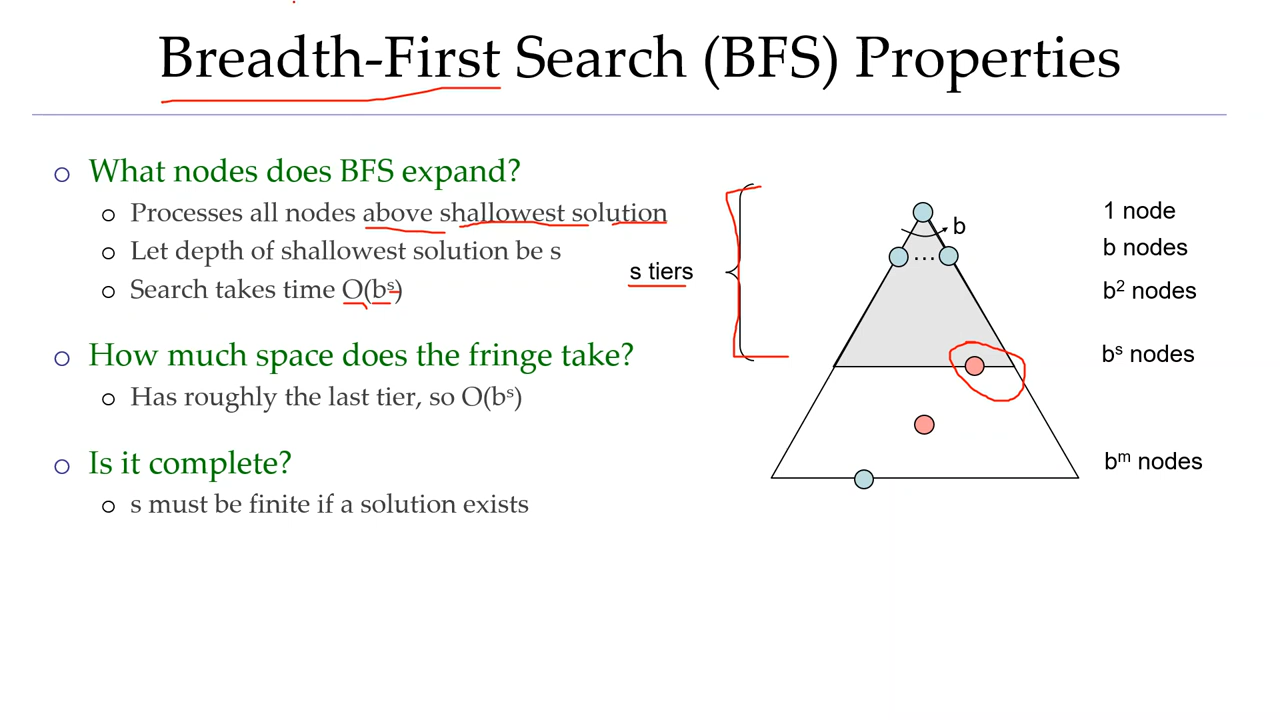 Breadth-First Search (BFS) Properties
What nodes does BFS expand?
Processes all nodes above shallowest solution
Let depth of shallowest solution be s
Search takes time O(bˢ)
How much space does the fringe take?
Has roughly the last tier, so O(bˢ)
Is it complete?
s must be finite if a solution exists
s tiers
b
…
1 node
b nodes
b² nodes
bˢ nodes
bᵐ nodes